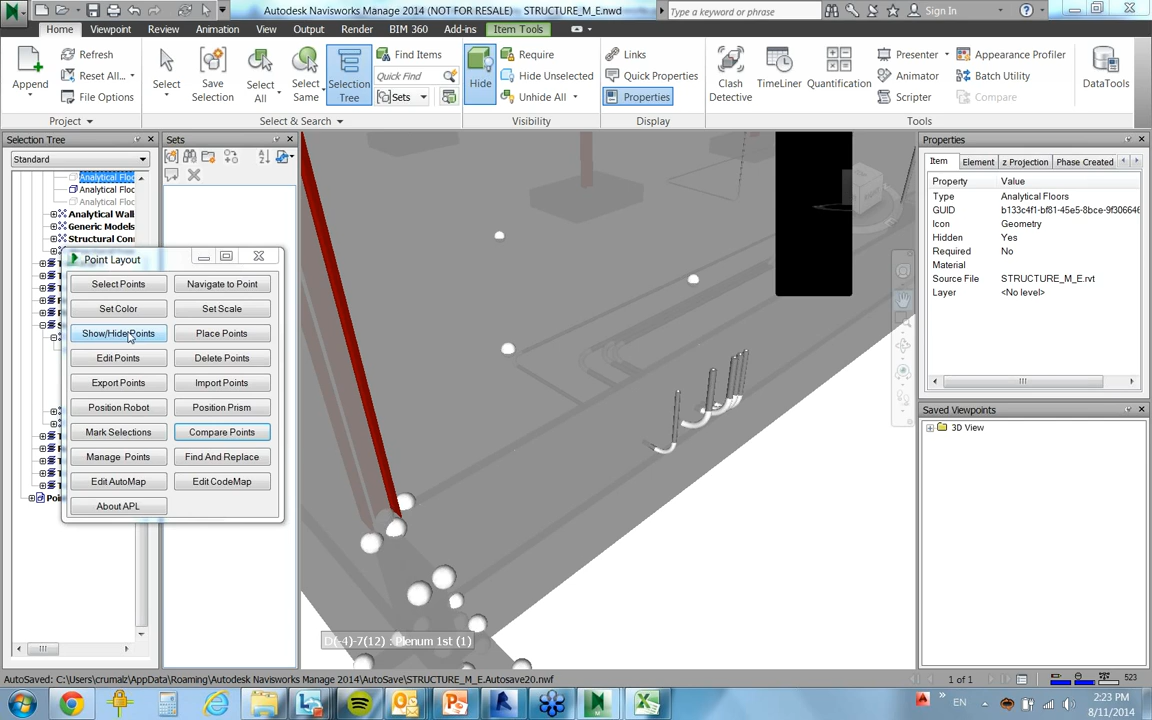 Autodesk Navisworks Manage 2014 (NOT FOR RESALE) STRUCTURE_M_E.nwd
Type a keyword or phrase
Sign In
Home Viewpoint Review Animation View Output Render BIM 360 Add-ins Item Tools
Append
Refresh
Reset All...
File Options
Project
Select
Save Selection
Select All
Select Same
Selection Tree
Find Items
Quick Find
Sets
Select & Search
Hide
Require
Hide Unselected
Unhide All
Visibility
Links
Quick Properties
Properties
Display
Clash Detective
TimeLiner
Quantification
Presenter
Animator
Scripter
Appearance Profiler
Batch Utility
Compare
Tools
DataTools
Selection Tree
Standard
Analytical Floo
Analytical Floo
Analytical Floo
Analytical Wall
Generic Models
Structural Con
Sets
Point Layout
Select Points Navigate to Point
Set Color Set Scale
Show/Hide Points Place Points
Edit Points Delete Points
Export Points Import Points
Position Robot Position Prism
Mark Selections Compare Points
Manage Points Find And Replace
Edit AutoMap Edit CodeMap
About APL
D(-4)-7(12) : Plenum 1st (1)
Properties
Item Element z Projection Phase Created
Property Value
Type Analytical Floors
GUID b133c4f1-bf81-45e5-8bce-9f306646
Icon Geometry
Hidden Yes
Required No
Material
Source File STRUCTURE_M_E.rvt
Layer <No level>
Saved Viewpoints
3D View
AutoSaved: C:\Users\crumalz\AppData\Roaming\Autodesk Navisworks Manage 2014\AutoSave\STRUCTURE_M_E.Autosave20.nwf
1 of 1
523
EN
2:23 PM
8/11/2014